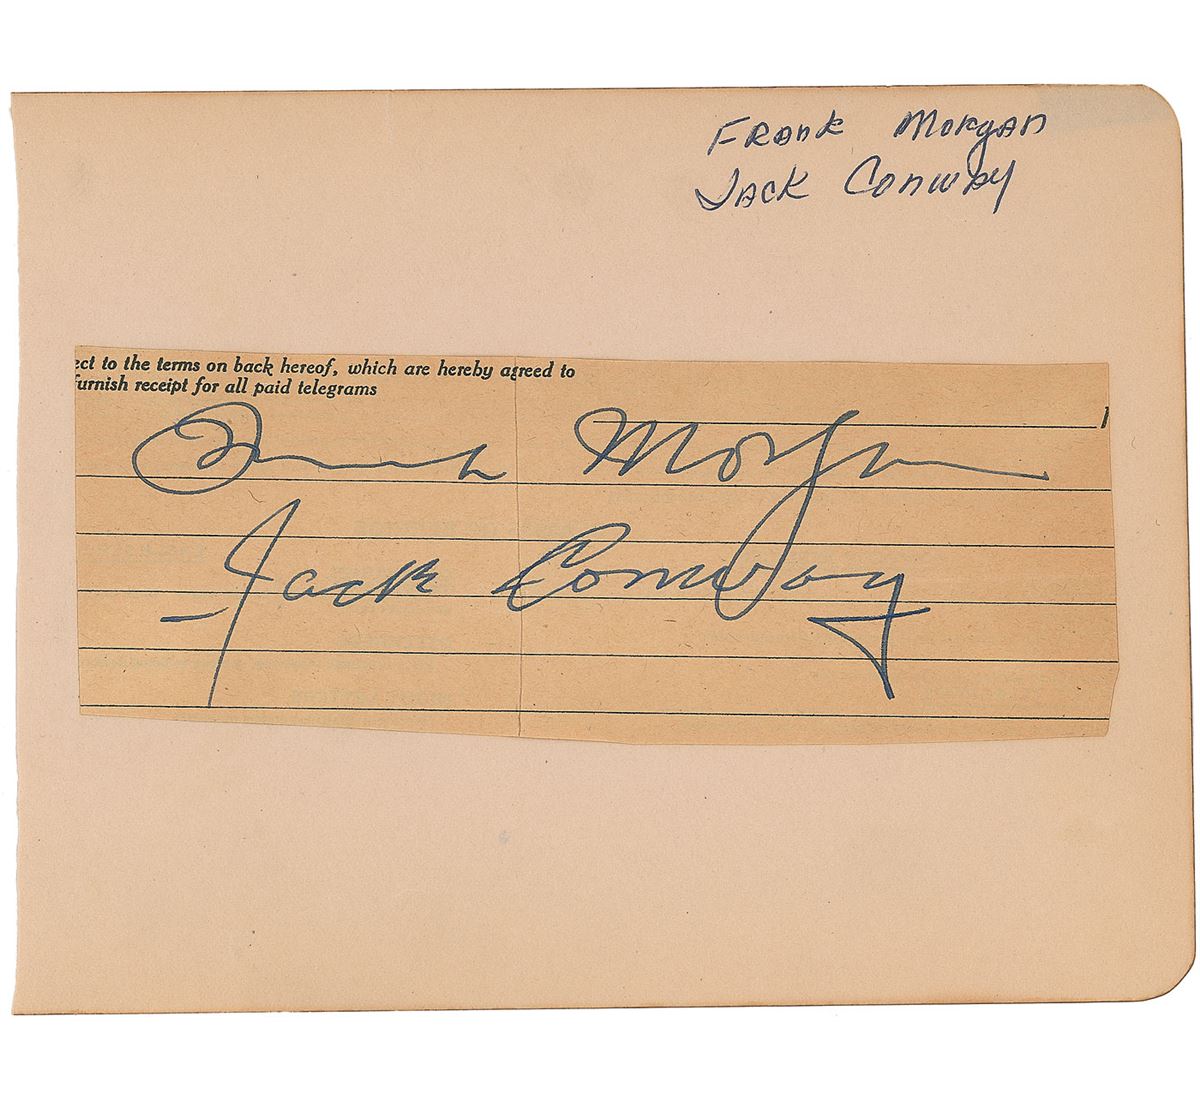 Frank Morgan
Jack Conway
ect to the terms on back hereof, which are hereby agreed to
furnish receipt for all paid telegrams
Frank Morgan
Jack Conway